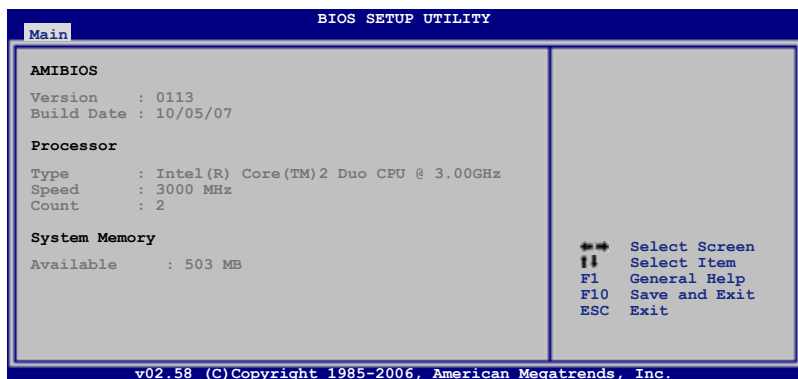 BIOS SETUP UTILITY
Main
AMIBIOS
Version : 0113
Build Date : 10/05/07
Processor
Type : Intel(R) Core(TM)2 Duo CPU @ 3.00GHz
Speed : 3000 MHz
Count : 2
System Memory
Available : 503 MB
←→ Select Screen
↑↓ Select Item
F1 General Help
F10 Save and Exit
ESC Exit
v02.58 (C)Copyright 1985-2006, American Megatrends, Inc.